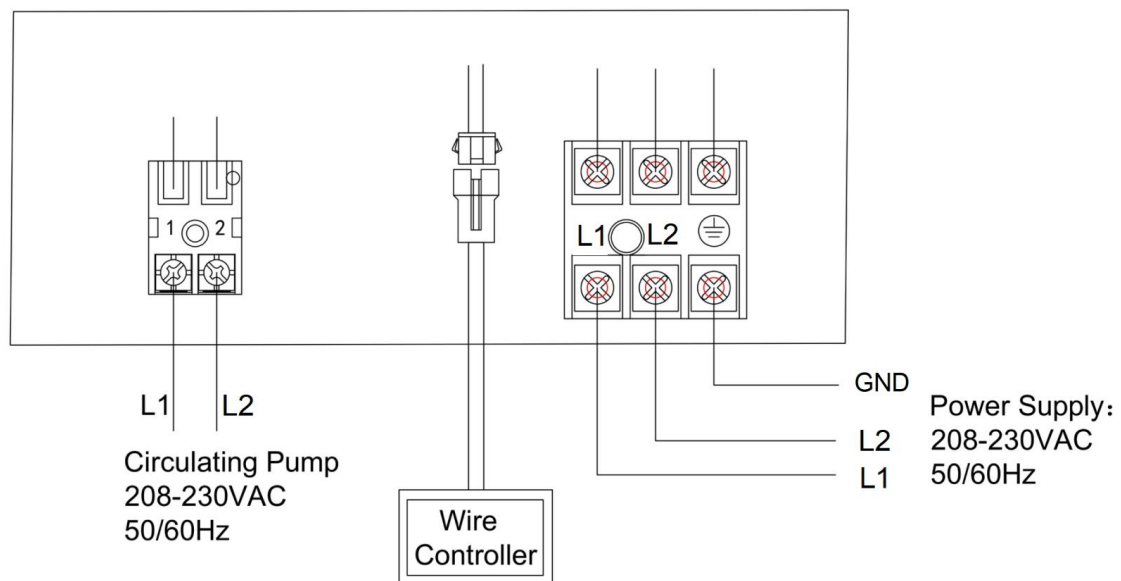 1 2
L1 L2
L1 L2
Circulating Pump
208-230VAC
50/60Hz
Wire
Controller
GND
L2
L1
Power Supply：
208-230VAC
50/60Hz